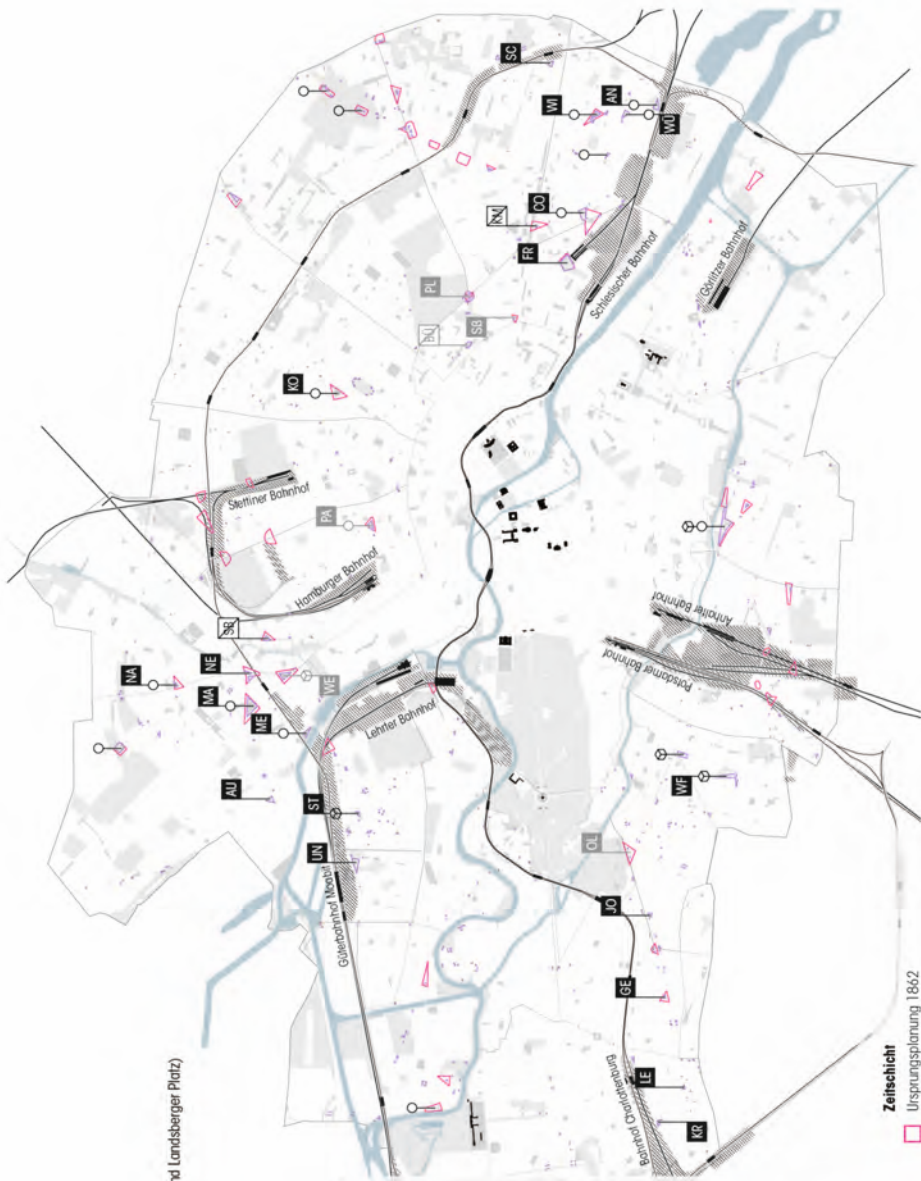 nd Landsberger Platz)
NA
MA
NE
ME
AU
SB
WE
ST
UN
Güterbahnhof Moabit
Lehrter Bahnhof
Hamburger Bahnhof
Stettiner Bahnhof
PA
KO
PL
BÜ
SB
SC
WI
AN
WÜ
KM
CO
FR
Schlesischer Bahnhof
Görlitzer Bahnhof
Anhalter Bahnhof
Potsdamer Bahnhof
WF
OL
JO
GE
LE
KR
Bahnhof Charlottenburg
Zeitschicht
Ursprungsplanung 1862